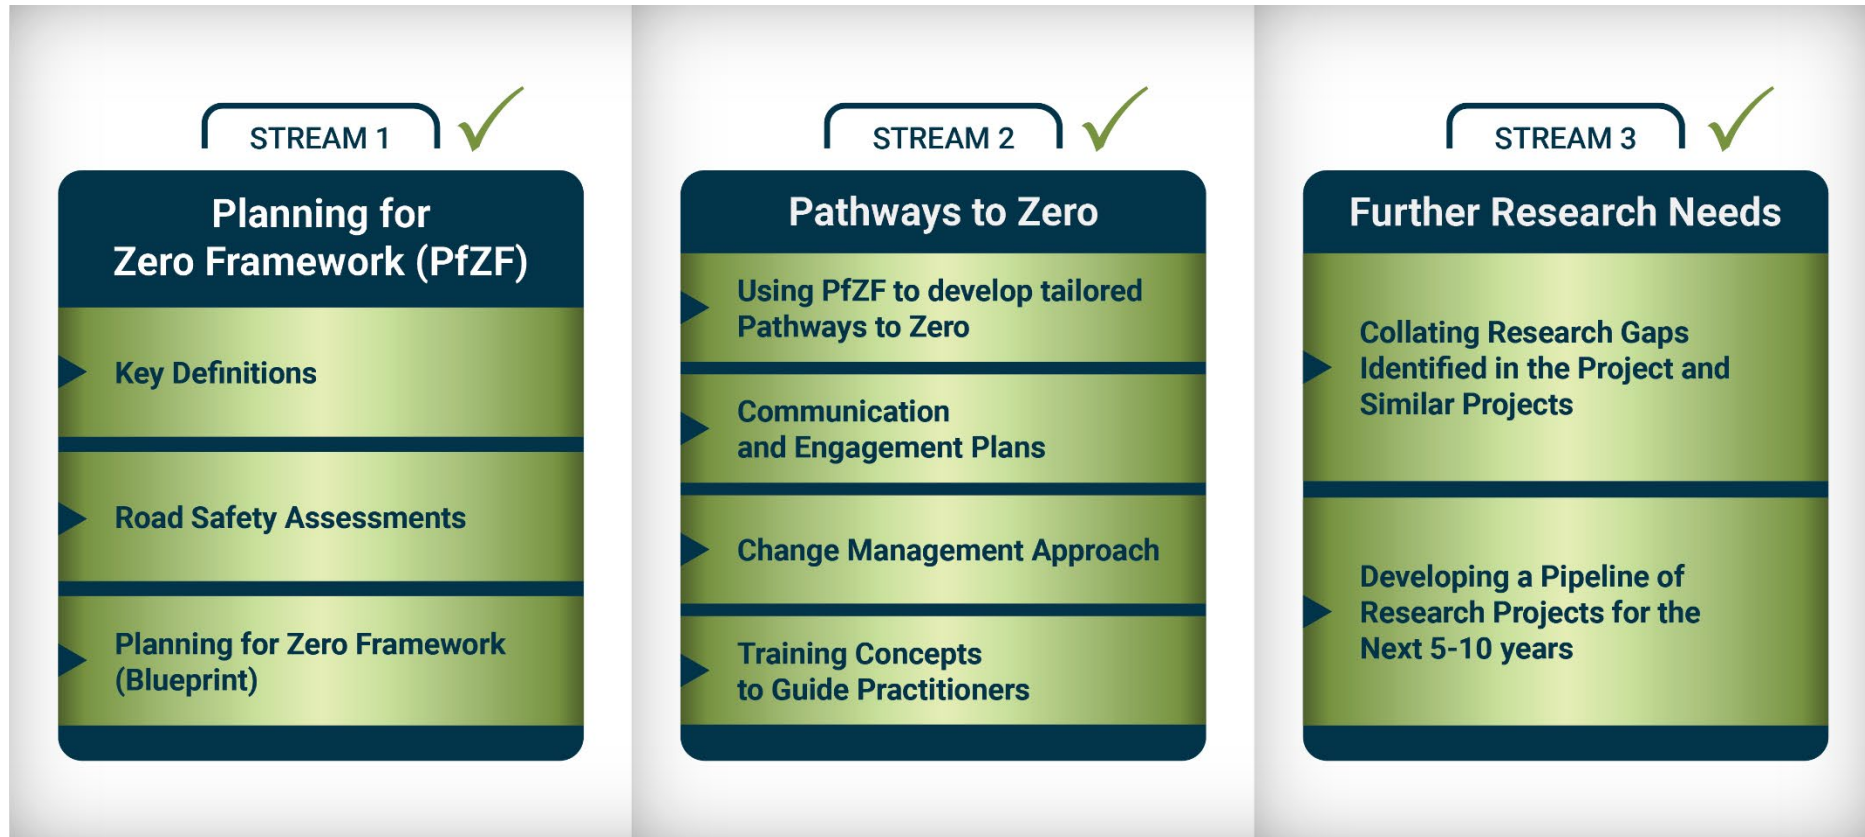 STREAM 1
Planning for
Zero Framework (PfZF)
Key Definitions
Road Safety Assessments
Planning for Zero Framework
(Blueprint)
STREAM 2
Pathways to Zero
Using PfZF to develop tailored
Pathways to Zero
Communication
and Engagement Plans
Change Management Approach
Training Concepts
to Guide Practitioners
STREAM 3
Further Research Needs
Collating Research Gaps
Identified in the Project and
Similar Projects
Developing a Pipeline of
Research Projects for the
Next 5-10 years